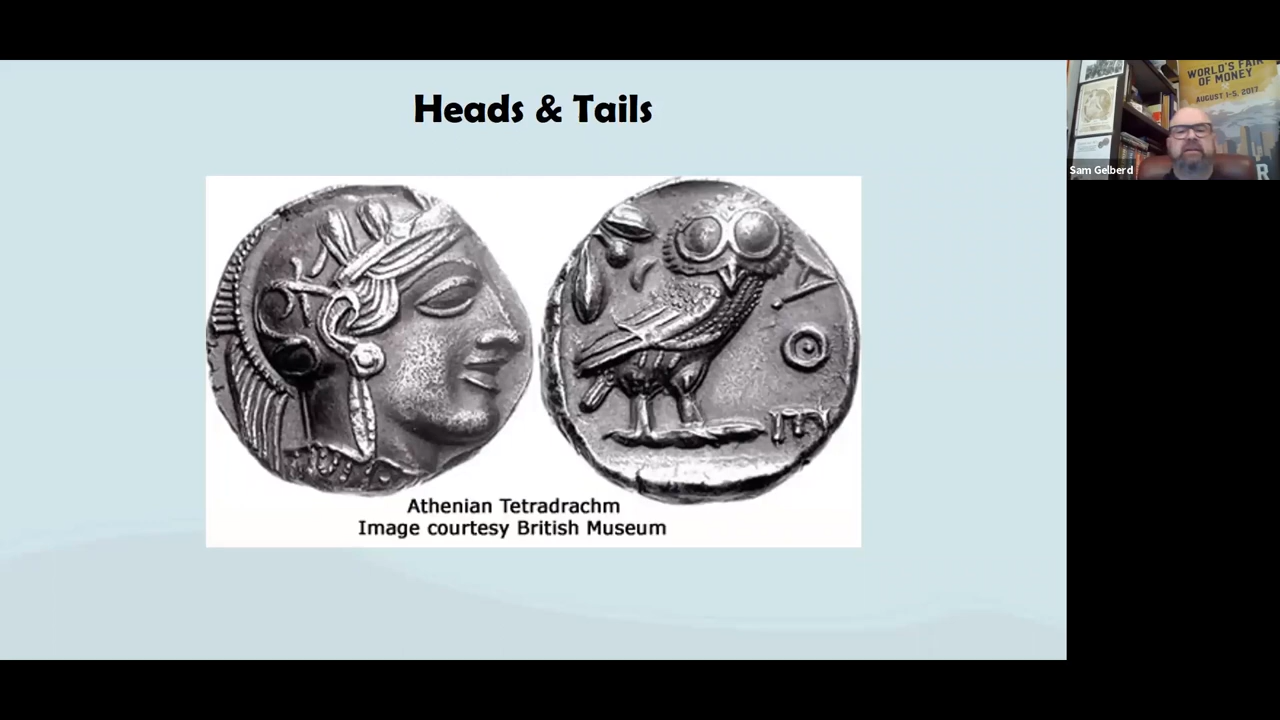 Heads & Tails
Athenian Tetradrachm
Image courtesy British Museum
WORLD'S FAIR
OF MONEY
AUGUST 1-5, 2017
Sam Gelberd